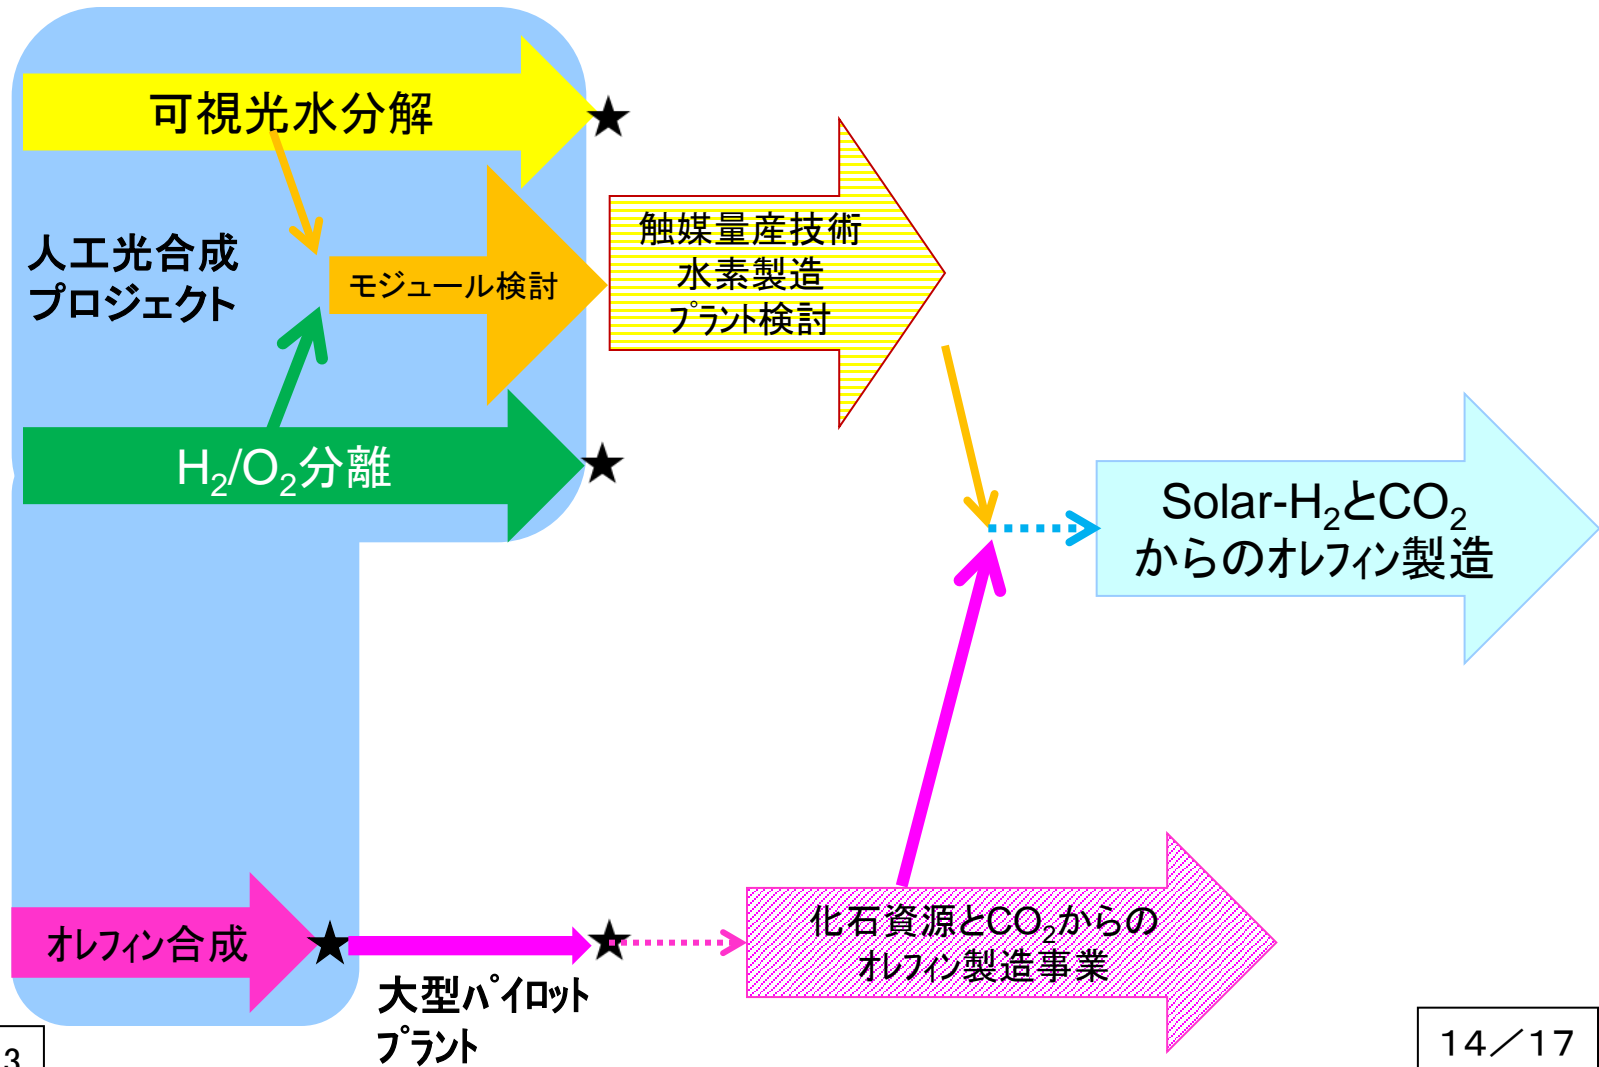 可視光水分解
人工光合成
プロジェクト
モジュール検討
触媒量産技術
水素製造
プラント検討
H₂/O₂分離
Solar-H₂とCO₂
からのオレフィン製造
オレフィン合成
大型パイロット
プラント
化石資源とCO₂からの
オレフィン製造事業
3
14／17